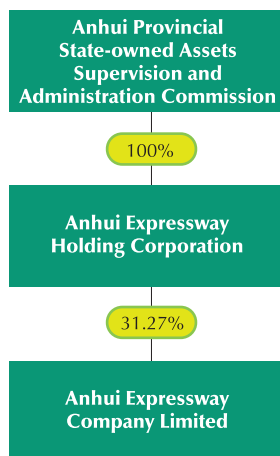 Anhui Provincial
State-owned Assets
Supervision and
Administration Commission
100%
Anhui Expressway
Holding Corporation
31.27%
Anhui Expressway
Company Limited